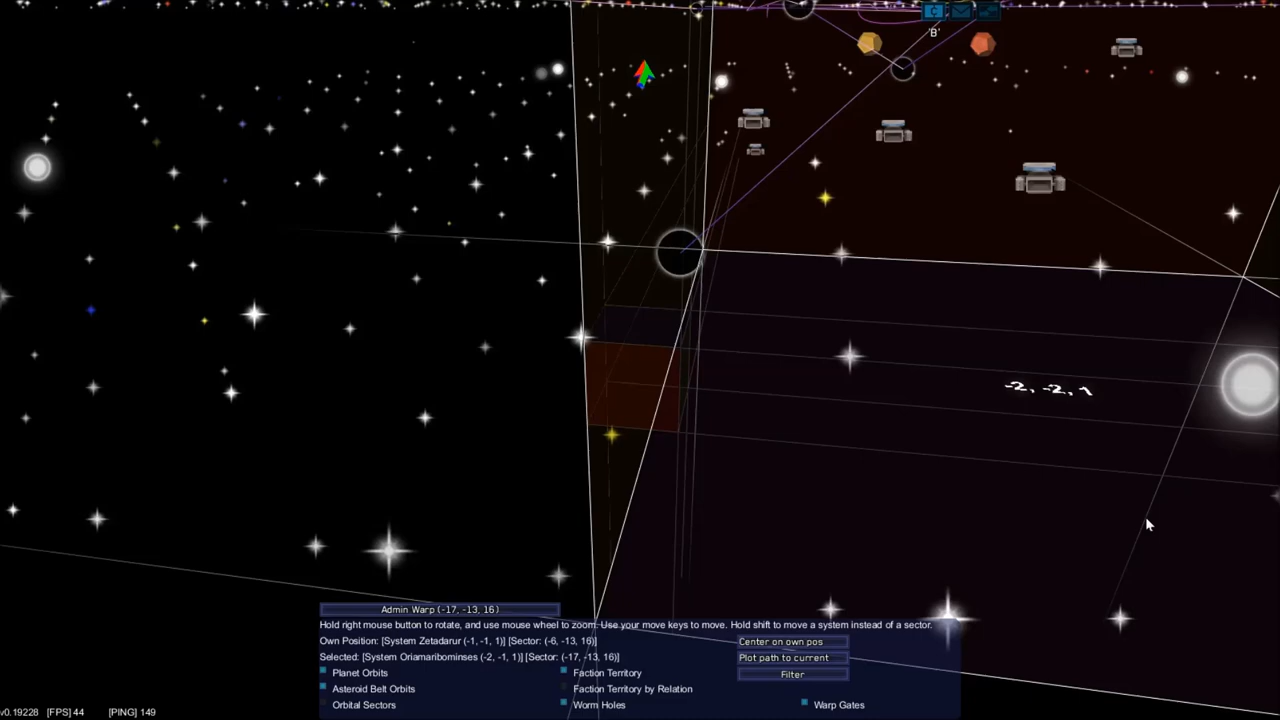 'B'
-2, -2, 1
Admin Warp (-17, -13, 16)
Hold right mouse button to rotate, and use mouse wheel to zoom. Use your move keys to move. Hold shift to move a system instead of a sector.
Own Position: [System Zetadarur (-1, -1, 1)] [Sector: (-6, -13, 16)]
Center on own pos
Selected: [System Oriamaribominses (-2, -1, 1)] [Sector: (-17, -13, 16)]
Plot path to current
Planet Orbits
Faction Territory
Filter
Asteroid Belt Orbits
Faction Territory by Relation
Orbital Sectors
Worm Holes
Warp Gates
v0.19228 [FPS] 44 [PING] 149